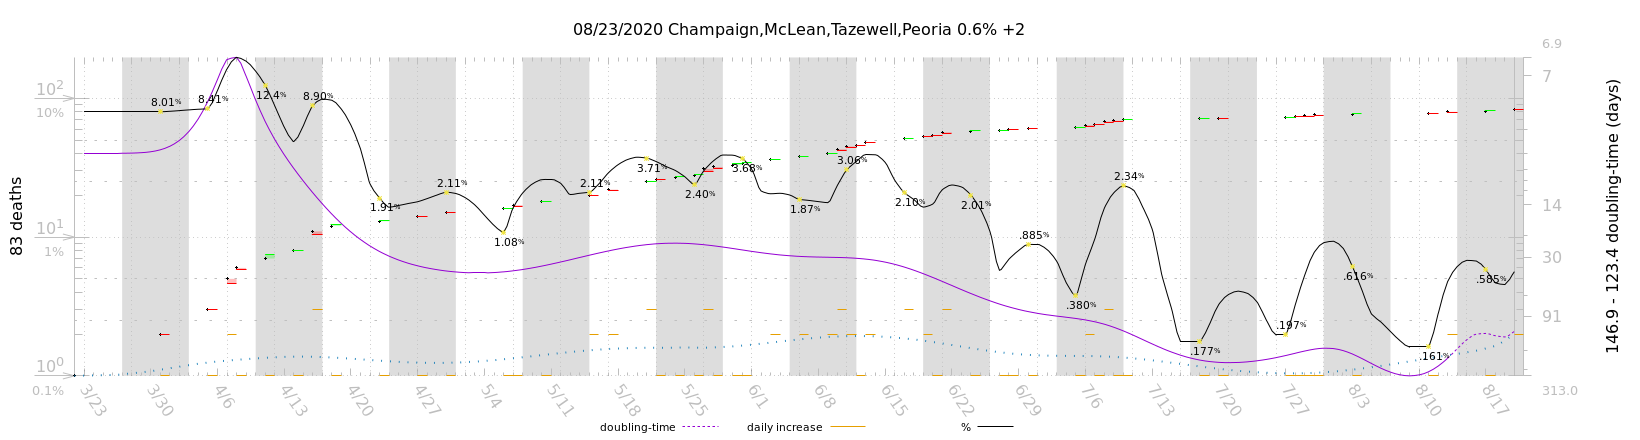 08/23/2020 Champaign,McLean,Tazewell,Peoria 0.6% +2
6.9
10² 7
10%
8.01% 8.41% 12.4% 8.90%
3.71% 3.68% 3.06%
2.11% 2.11% 2.34%
1.91% 2.40% 1.87% 2.10% 2.01% 14
10¹ 1.08% .885%
1% 30
.616% .585%
.380% 91
.197%
.177% .161%
10⁰
0.1% 313.0
83 deaths
146.9 - 123.4 doubling-time (days)
3/23 3/30 4/6 4/13 4/20 4/27 5/4 5/11 5/18 5/25 6/1 6/8 6/15 6/22 6/29 7/6 7/13 7/20 7/27 8/3 8/10 8/17
doubling-time daily increase %